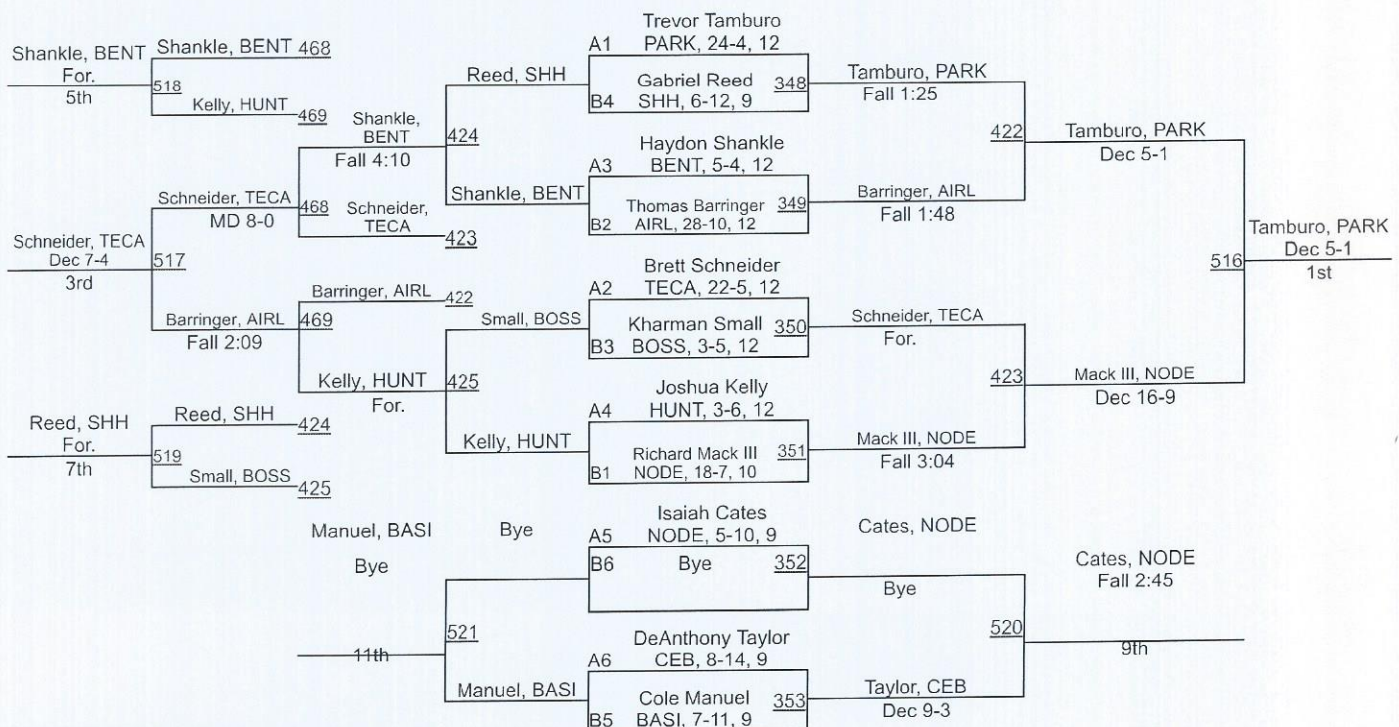 Shankle, BENT
For.
5th
Shankle, BENT 468
518
Kelly, HUNT
469
Schneider, TECA
Dec 7-4
3rd
517
Schneider, TECA
MD 8-0
468
Shankle,
BENT
Fall 4:10
Schneider,
TECA
423
Barringer, AIRL
Fall 2:09
469
Barringer, AIRL
422
Kelly, HUNT
For.
Reed, SHH
For.
7th
519
Reed, SHH
424
Small, BOSS
425
Reed, SHH
424
Shankle, BENT
Small, BOSS
425
Kelly, HUNT
Trevor Tamburo
A1 PARK, 24-4, 12
Gabriel Reed 348
B4 SHH, 6-12, 9
Haydon Shankle
A3 BENT, 5-4, 12
Thomas Barringer 349
B2 AIRL, 28-10, 12
Brett Schneider
A2 TECA, 22-5, 12
Kharman Small 350
B3 BOSS, 3-5, 12
Joshua Kelly
A4 HUNT, 3-6, 12
Richard Mack III 351
B1 NODE, 18-7, 10
Tamburo, PARK
Fall 1:25
422
Barringer, AIRL
Fall 1:48
Schneider, TECA
For.
423
Mack III, NODE
Fall 3:04
Tamburo, PARK
Dec 5-1
516
Mack III, NODE
Dec 16-9
Tamburo, PARK
Dec 5-1
1st
Manuel, BASI
Bye
11th
Bye
521
Manuel, BASI
Isaiah Cates
A5 NODE, 5-10, 9
B6 Bye 352
DeAnthony Taylor
A6 CEB, 8-14, 9
Cole Manuel 353
B5 BASI, 7-11, 9
Cates, NODE
Bye
520
Taylor, CEB
Dec 9-3
Cates, NODE
Fall 2:45
9th